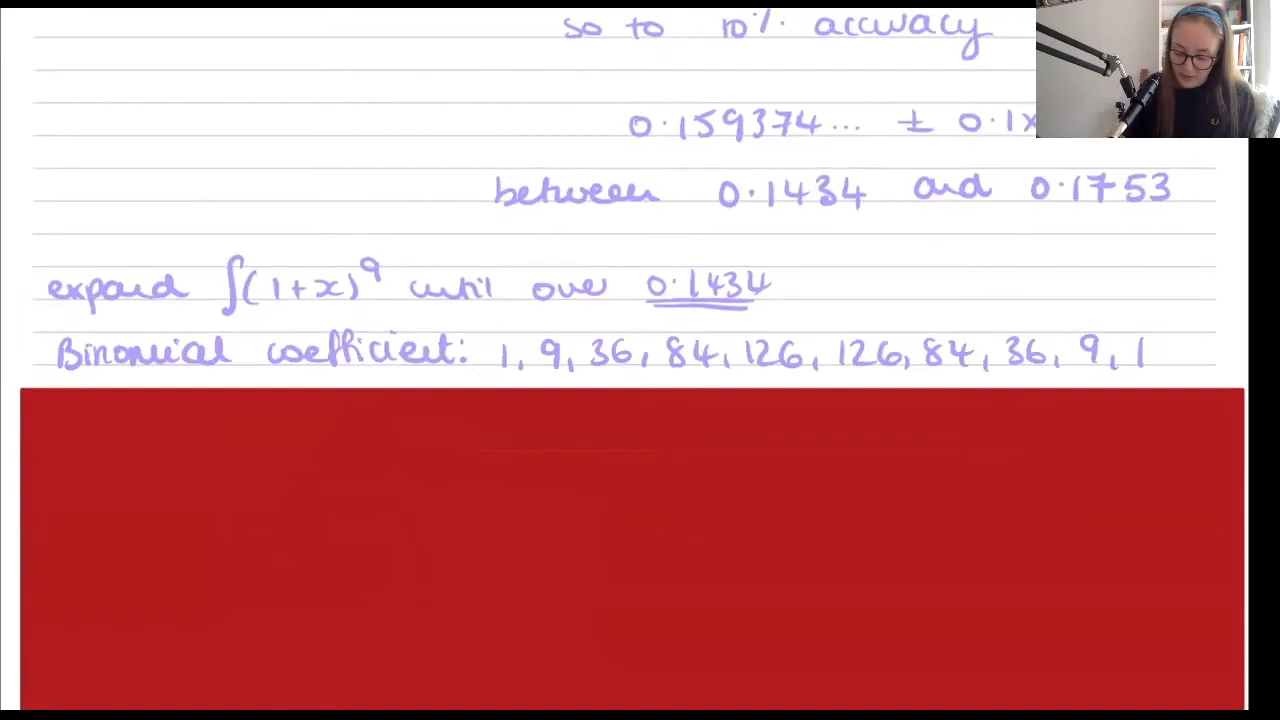 so to 10% accuracy
0.159374... ± 0.1x
between 0.1434 and 0.1753
expand ∫(1+x)⁹ until over 0.1434
Binomial coefficient: 1, 9, 36, 84, 126, 126, 84, 36, 9, 1